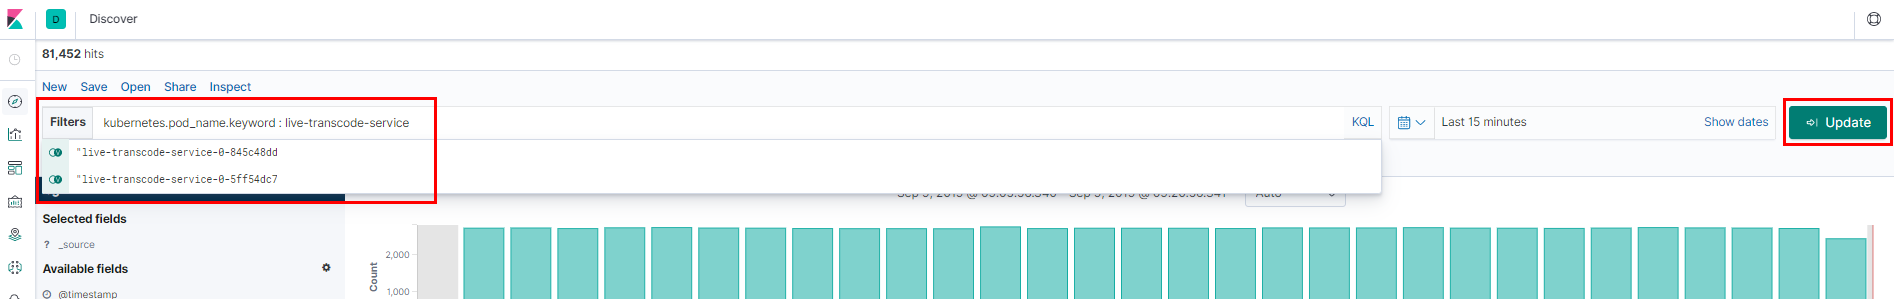 D Discover
81,452 hits
New Save Open Share Inspect
Filters kubernetes.pod_name.keyword : live-transcode-service KQL Last 15 minutes Show dates Update
"live-transcode-service-0-845c48dd
"live-transcode-service-0-5ff54dc7
Selected fields
? _source
Available fields
@timestamp
Count
2,000
1,000